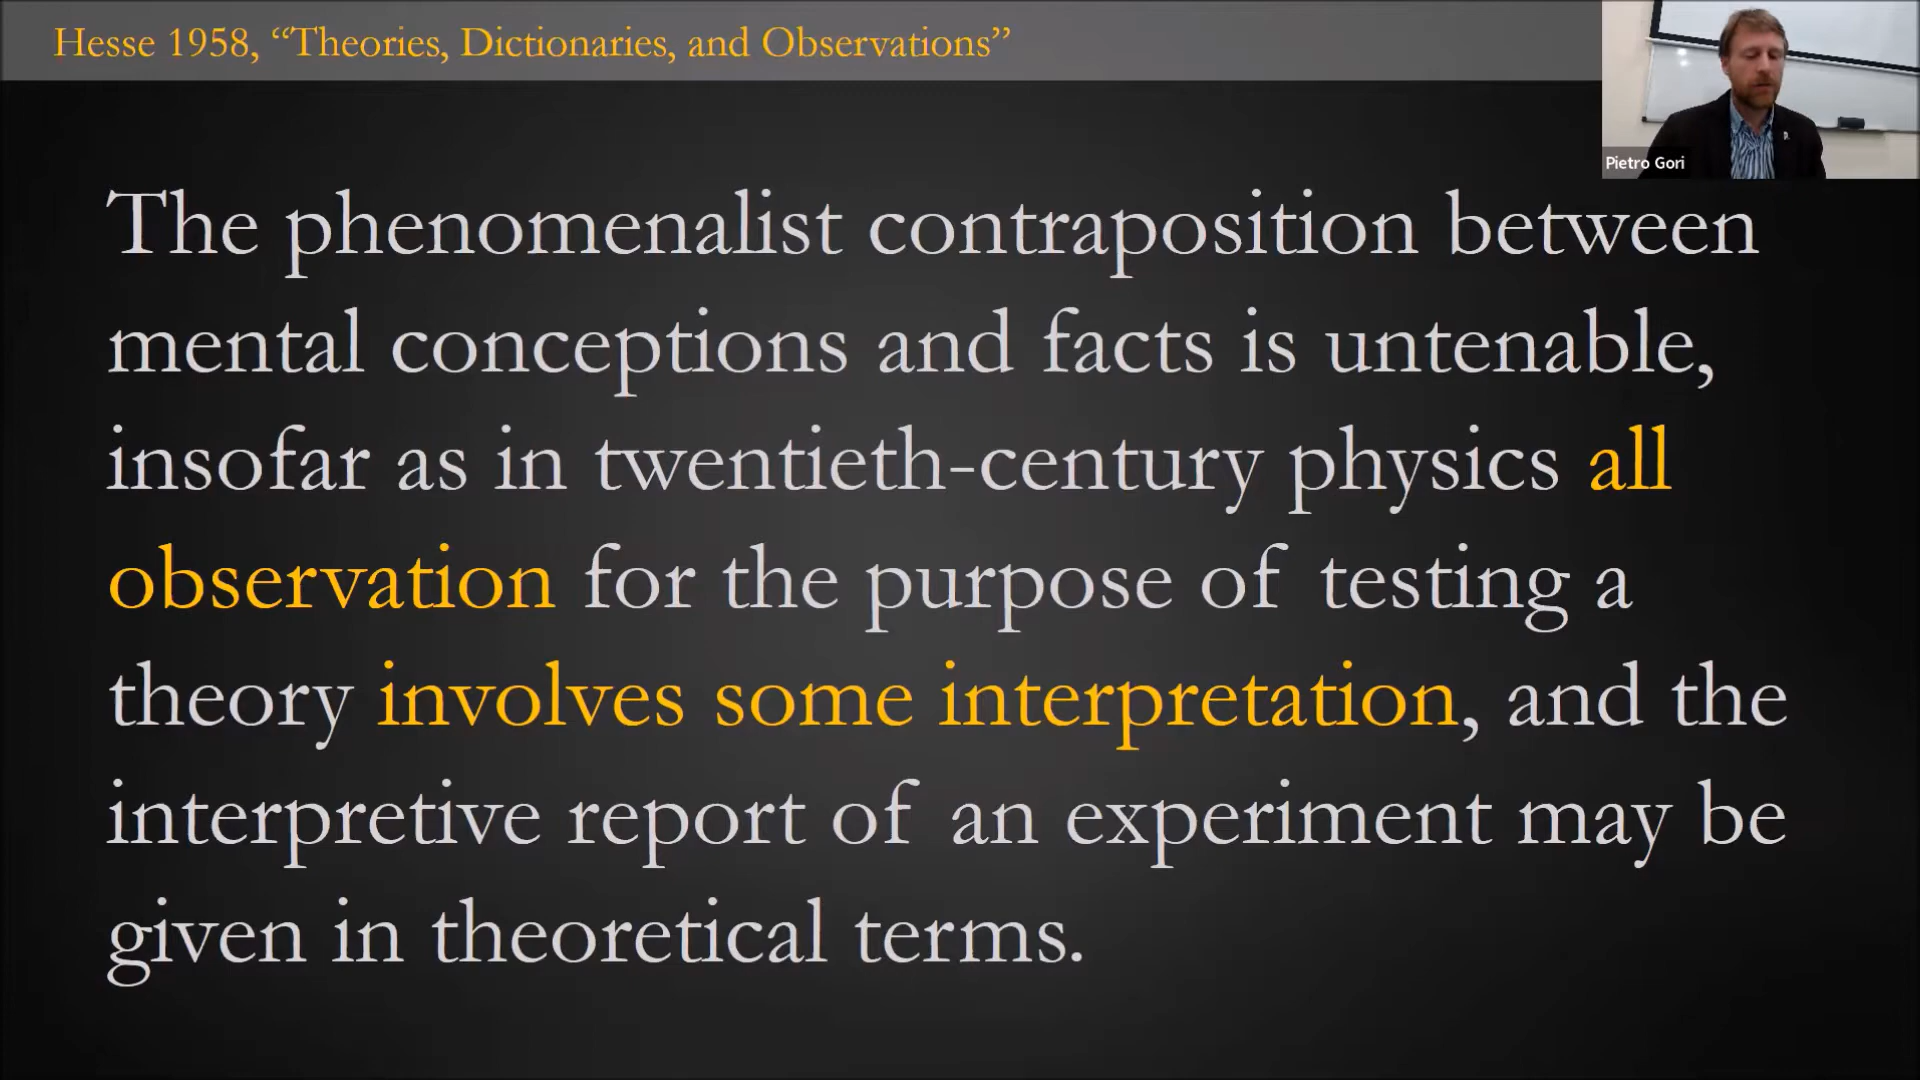 Hesse 1958, “Theories, Dictionaries, and Observations”
Pietro Gori
The phenomenalist contraposition between
mental conceptions and facts is untenable,
insofar as in twentieth-century physics all
observation for the purpose of testing a
theory involves some interpretation, and the
interpretive report of an experiment may be
given in theoretical terms.